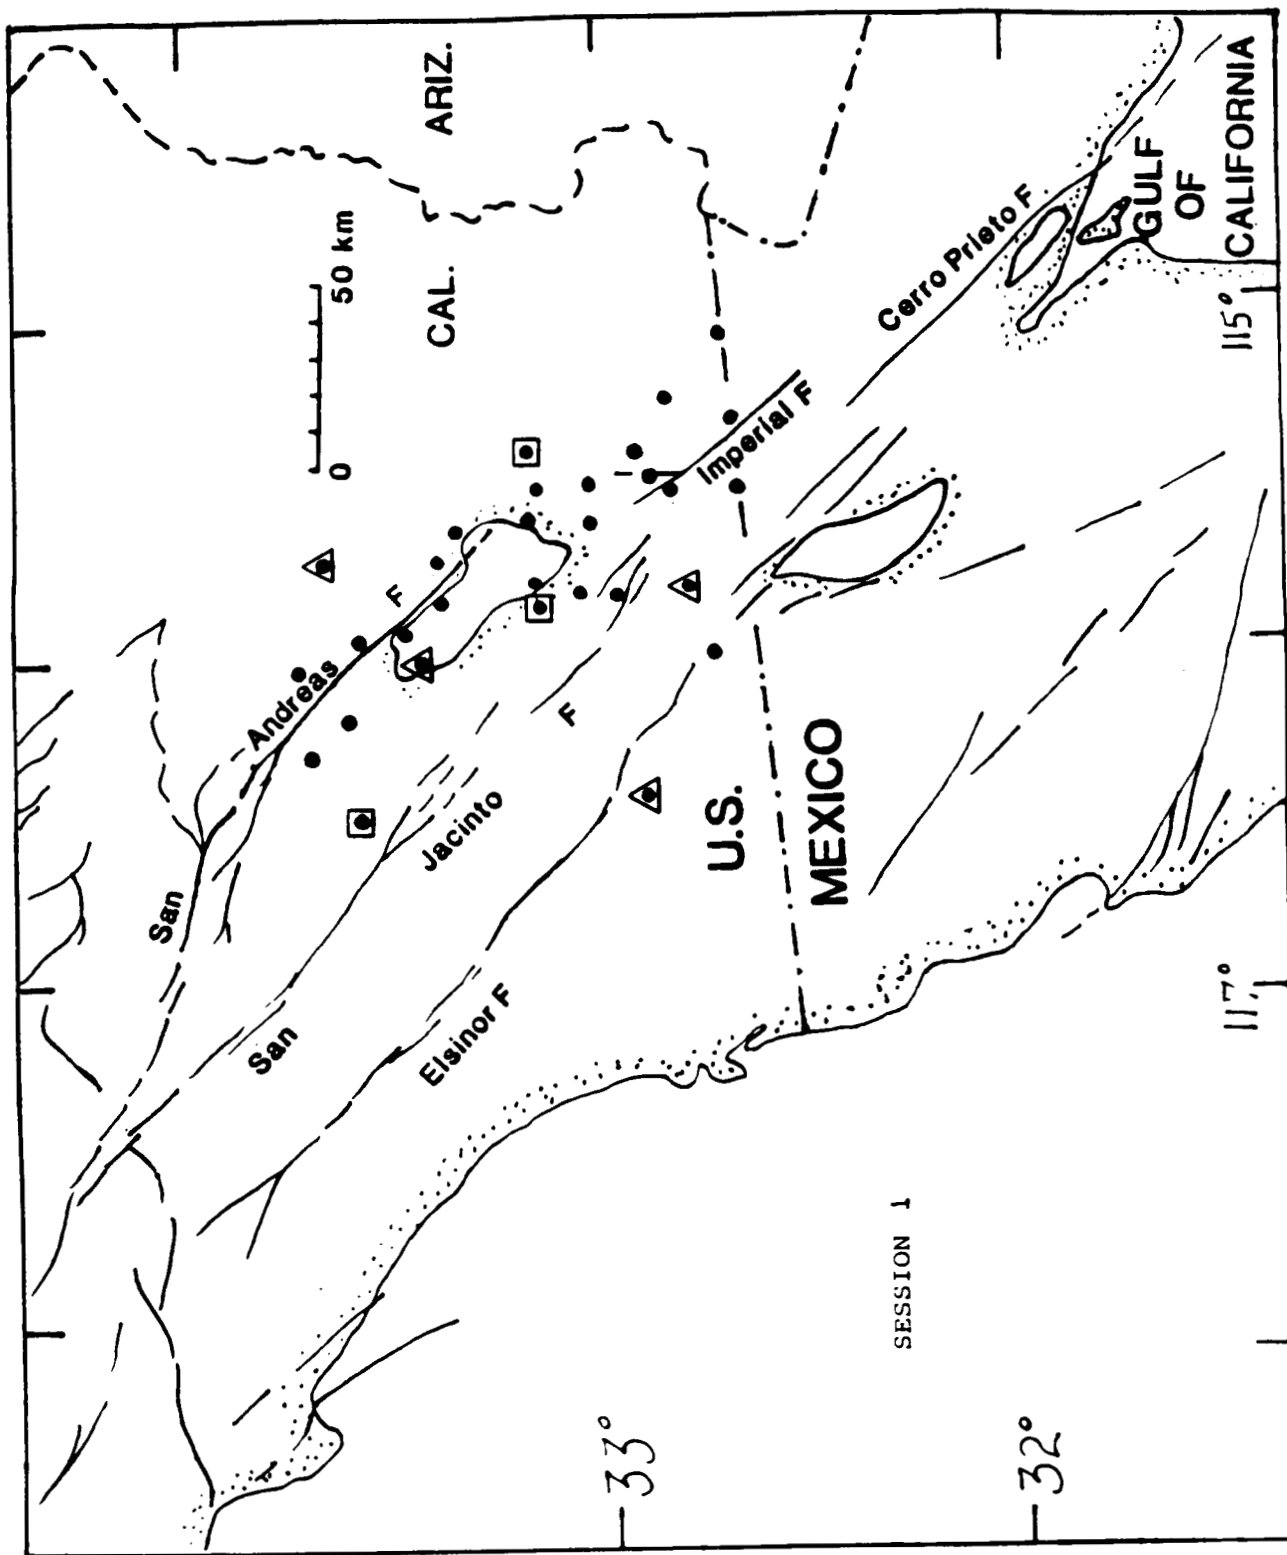 ARIZ.
CAL.
0 50 km
San Andreas F
San Jacinto F
Elsinor F
Imperial F
Cerro Prieto F
U.S.
MEXICO
GULF
OF
CALIFORNIA
33°
32°
117°
115°
SESSION 1